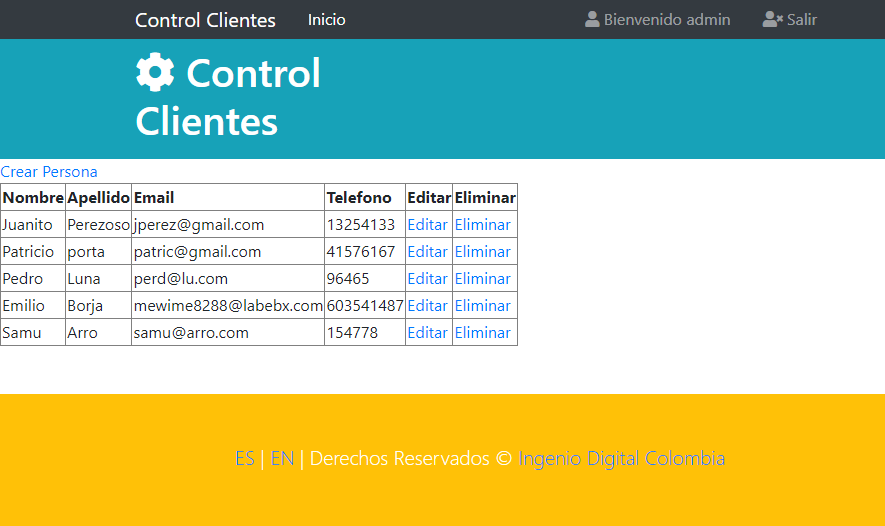 Control Clientes Inicio Bienvenido admin Salir
Control
Clientes
Crear Persona
Nombre Apellido Email Telefono Editar Eliminar
Juanito Perezoso jperez@gmail.com 13254133 Editar Eliminar
Patricio porta patric@gmail.com 41576167 Editar Eliminar
Pedro Luna perd@lu.com 96465 Editar Eliminar
Emilio Borja mewime8288@labebx.com 603541487 Editar Eliminar
Samu Arro samu@arro.com 154778 Editar Eliminar
ES | EN | Derechos Reservados © Ingenio Digital Colombia